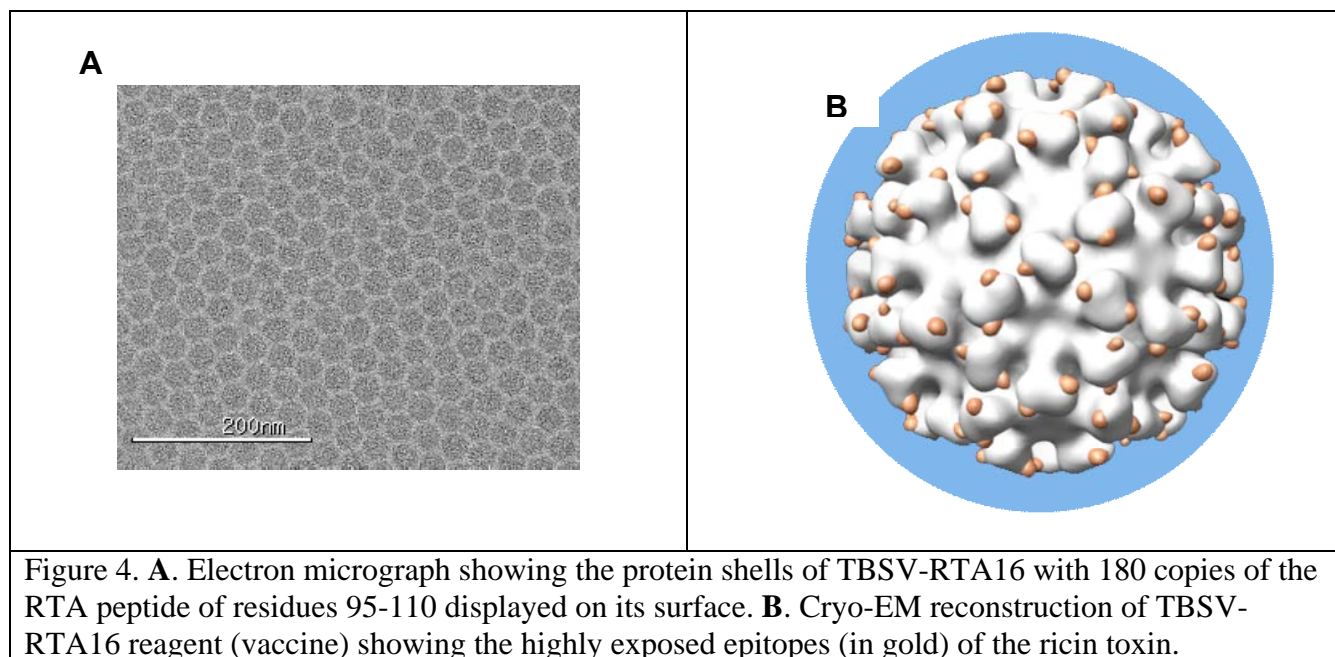 A
200nm
B
Figure 4. A. Electron micrograph showing the protein shells of TBSV-RTA16 with 180 copies of the
RTA peptide of residues 95-110 displayed on its surface. B. Cryo-EM reconstruction of TBSV-
RTA16 reagent (vaccine) showing the highly exposed epitopes (in gold) of the ricin toxin.